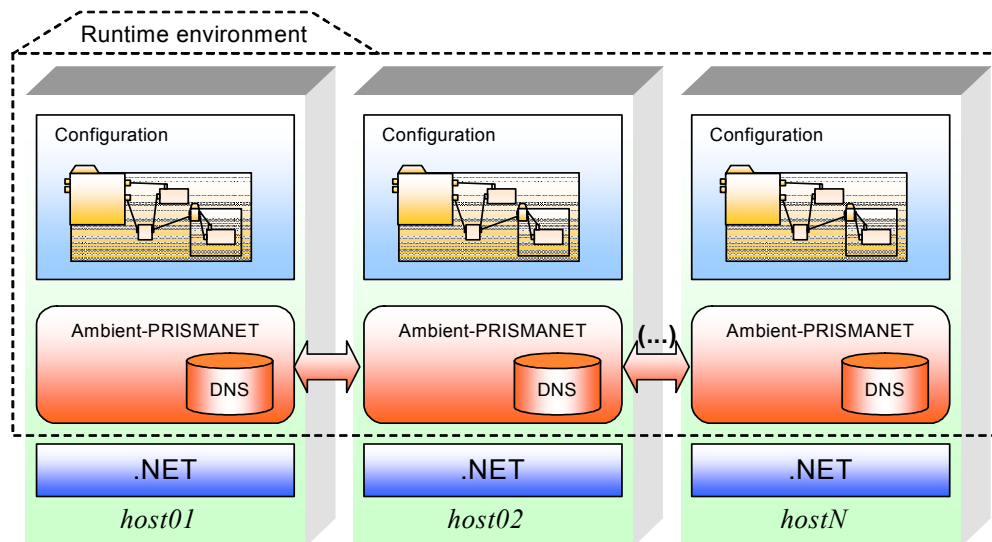 Runtime environment
Configuration
Configuration
Configuration
Ambient-PRISMANET
DNS
Ambient-PRISMANET
DNS
(...)
Ambient-PRISMANET
DNS
.NET
.NET
.NET
host01
host02
hostN